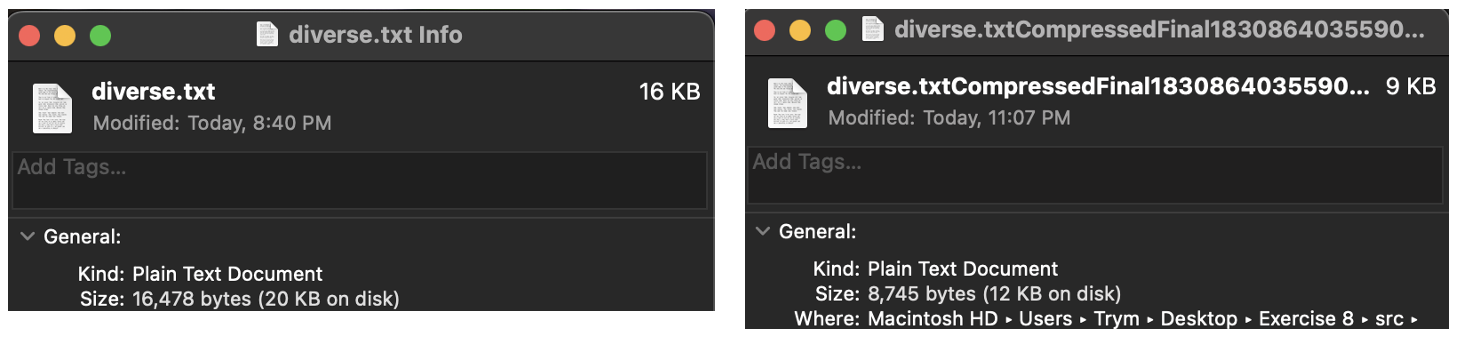 diverse.txt Info
diverse.txt 16 KB
Modified: Today, 8:40 PM
Add Tags...
General:
Kind: Plain Text Document
Size: 16,478 bytes (20 KB on disk)
diverse.txtCompressedFinal1830864035590...
diverse.txtCompressedFinal1830864035590... 9 KB
Modified: Today, 11:07 PM
Add Tags...
General:
Kind: Plain Text Document
Size: 8,745 bytes (12 KB on disk)
Where: Macintosh HD ▸ Users ▸ Trym ▸ Desktop ▸ Exercise 8 ▸ src ▸